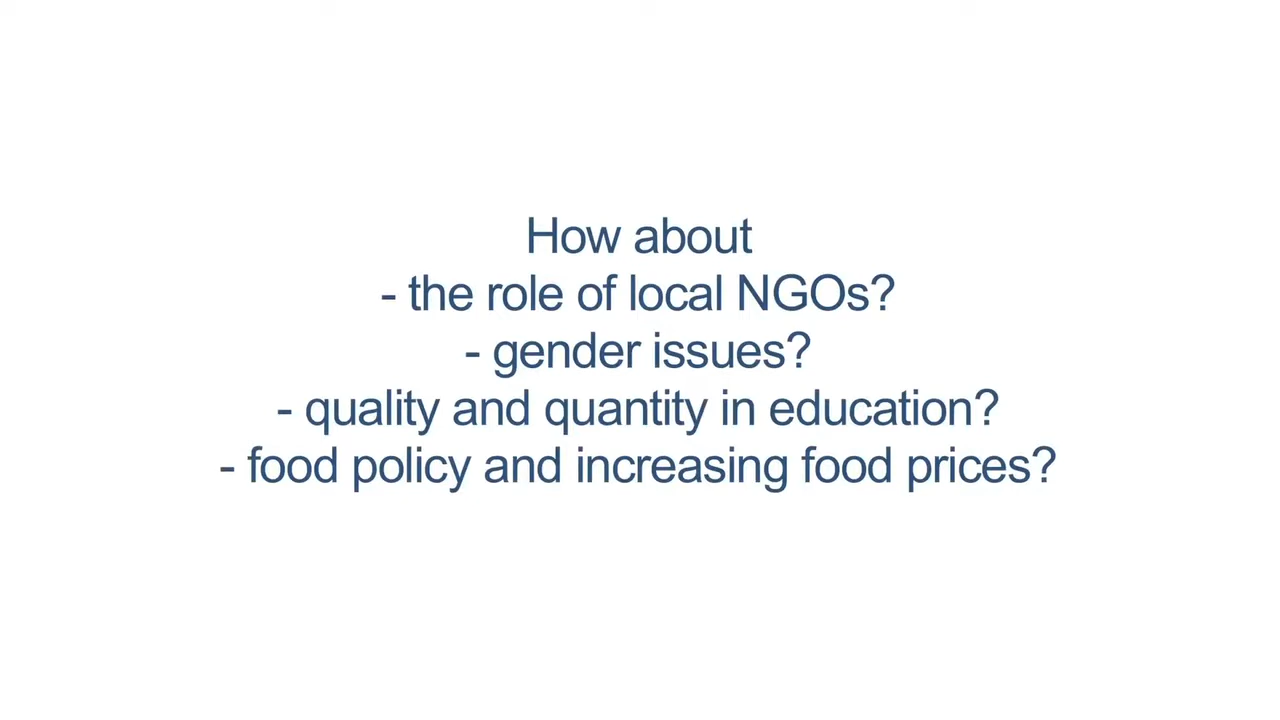 How about
- the role of local NGOs?
- gender issues?
- quality and quantity in education?
- food policy and increasing food prices?